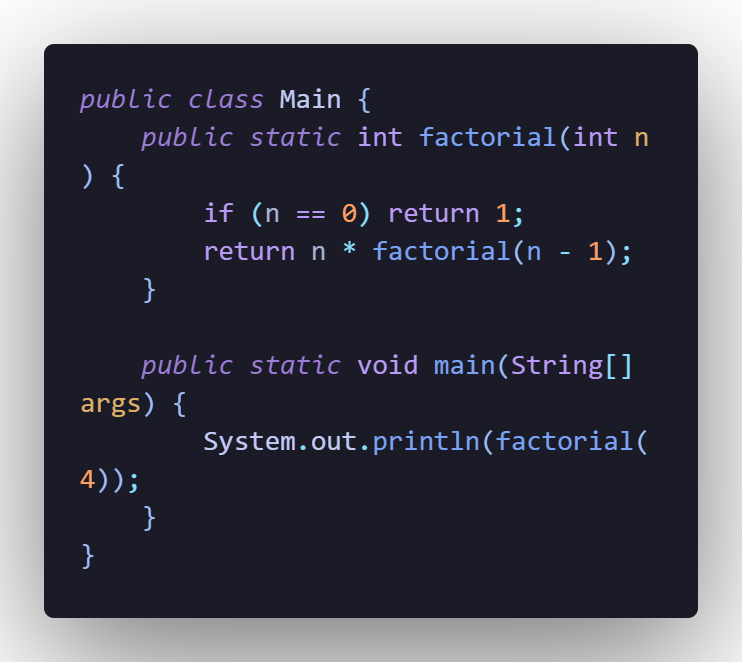 public class Main {
    public static int factorial(int n
) {
        if (n == 0) return 1;
        return n * factorial(n - 1);
    }

    public static void main(String[]
args) {
        System.out.println(factorial(
4));
    }
}